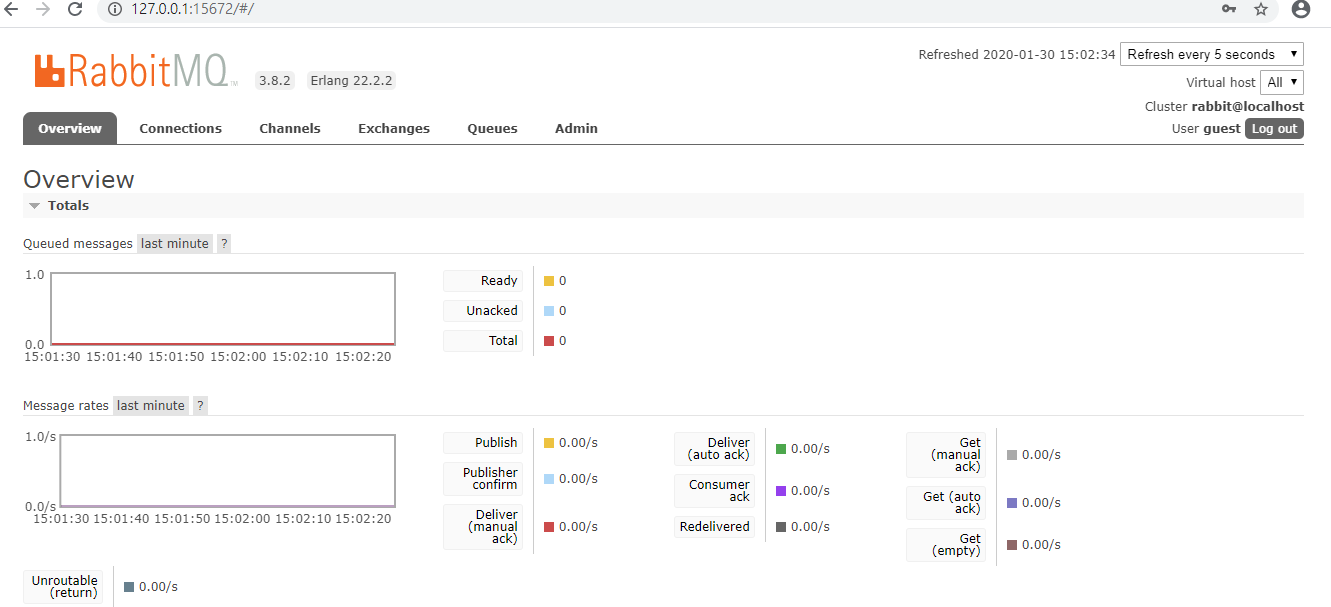 127.0.0.1:15672/#/
Refreshed 2020-01-30 15:02:34 Refresh every 5 seconds
RabbitMQ TM 3.8.2 Erlang 22.2.2
Virtual host All
Cluster rabbit@localhost
User guest Log out
Overview Connections Channels Exchanges Queues Admin
Overview
Totals
Queued messages last minute ?
1.0
0.0
15:01:30 15:01:40 15:01:50 15:02:00 15:02:10 15:02:20
Ready 0
Unacked 0
Total 0
Message rates last minute ?
1.0/s
0.0/s
15:01:30 15:01:40 15:01:50 15:02:00 15:02:10 15:02:20
Publish 0.00/s
Publisher
confirm 0.00/s
Deliver
(manual
ack) 0.00/s
Deliver
(auto ack) 0.00/s
Consumer
ack 0.00/s
Redelivered 0.00/s
Get
(manual
ack) 0.00/s
Get (auto
ack) 0.00/s
Get
(empty) 0.00/s
Unroutable
(return) 0.00/s